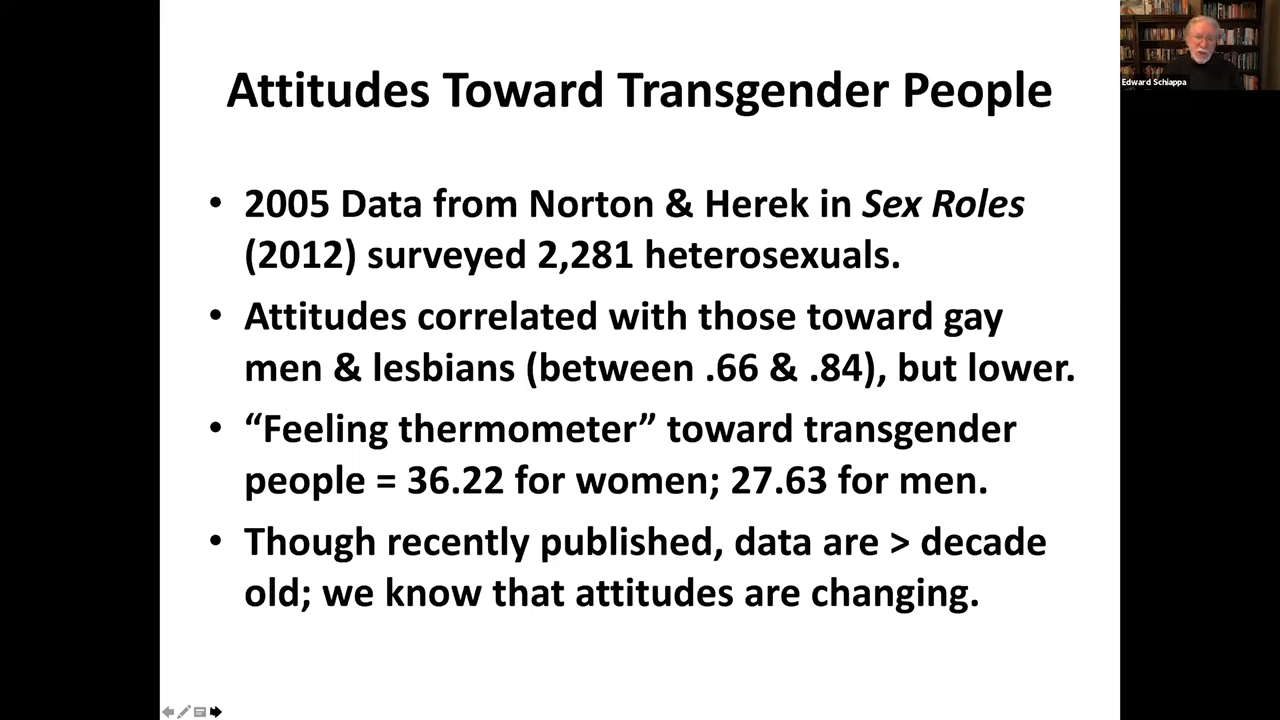 Attitudes Toward Transgender People
• 2005 Data from Norton & Herek in Sex Roles
(2012) surveyed 2,281 heterosexuals.
• Attitudes correlated with those toward gay
men & lesbians (between .66 & .84), but lower.
• “Feeling thermometer” toward transgender
people = 36.22 for women; 27.63 for men.
• Though recently published, data are > decade
old; we know that attitudes are changing.
Edward Schiappa